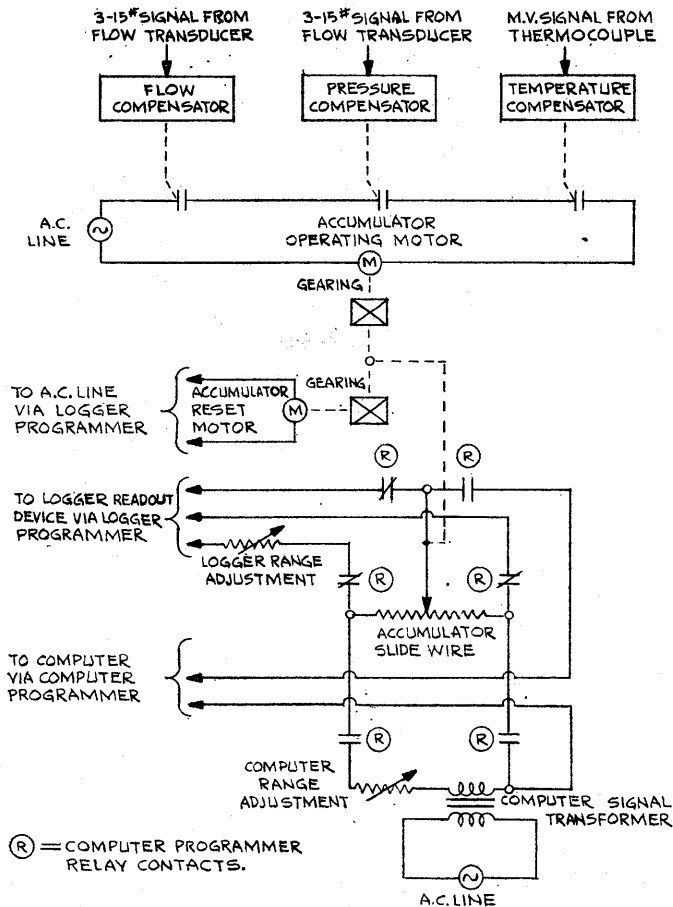 3-15# SIGNAL FROM
FLOW TRANSDUCER
3-15# SIGNAL FROM
FLOW TRANSDUCER
M.V. SIGNAL FROM
THERMOCOUPLE
FLOW
COMPENSATOR
PRESSURE
COMPENSATOR
TEMPERATURE
COMPENSATOR
A.C.
LINE
ACCUMULATOR
OPERATING MOTOR
M
GEARING
TO A.C. LINE
VIA LOGGER
PROGRAMMER
ACCUMULATOR
RESET
MOTOR
M
GEARING
R
R
TO LOGGER READOUT
DEVICE VIA LOGGER
PROGRAMMER
LOGGER RANGE
ADJUSTMENT
R
R
ACCUMULATOR
SLIDE WIRE
TO COMPUTER
VIA COMPUTER
PROGRAMMER
R
R
COMPUTER
RANGE
ADJUSTMENT
COMPUTER SIGNAL
TRANSFORMER
R = COMPUTER PROGRAMMER
RELAY CONTACTS.
A.C. LINE